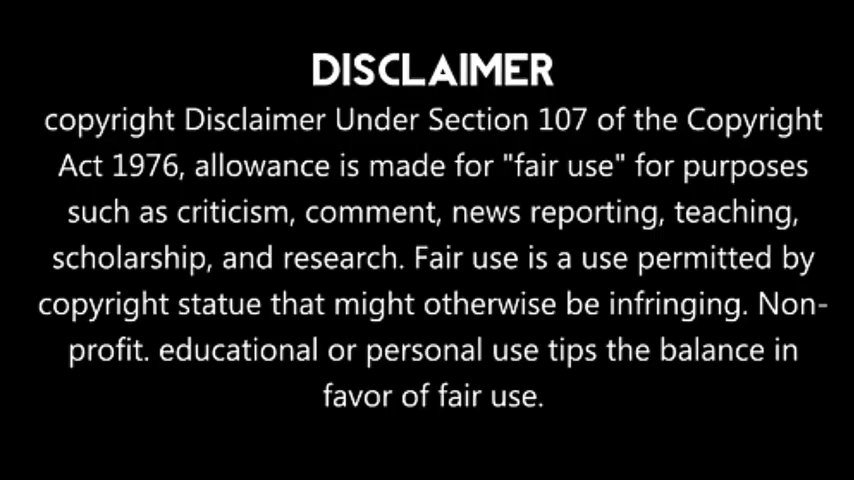 DISCLAIMER
copyright Disclaimer Under Section 107 of the Copyright
Act 1976, allowance is made for "fair use" for purposes
such as criticism, comment, news reporting, teaching,
scholarship, and research. Fair use is a use permitted by
copyright statue that might otherwise be infringing. Non-
profit. educational or personal use tips the balance in
favor of fair use.